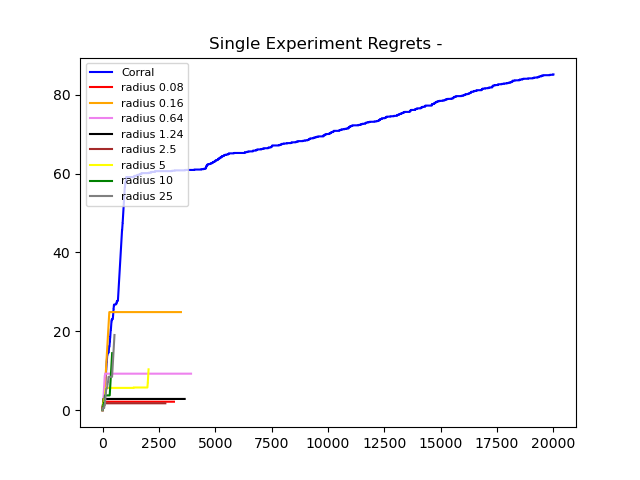 Single Experiment Regrets -
Corral
radius 0.08
radius 0.16
radius 0.64
radius 1.24
radius 2.5
radius 5
radius 10
radius 25
80
60
40
20
0
0 2500 5000 7500 10000 12500 15000 17500 20000